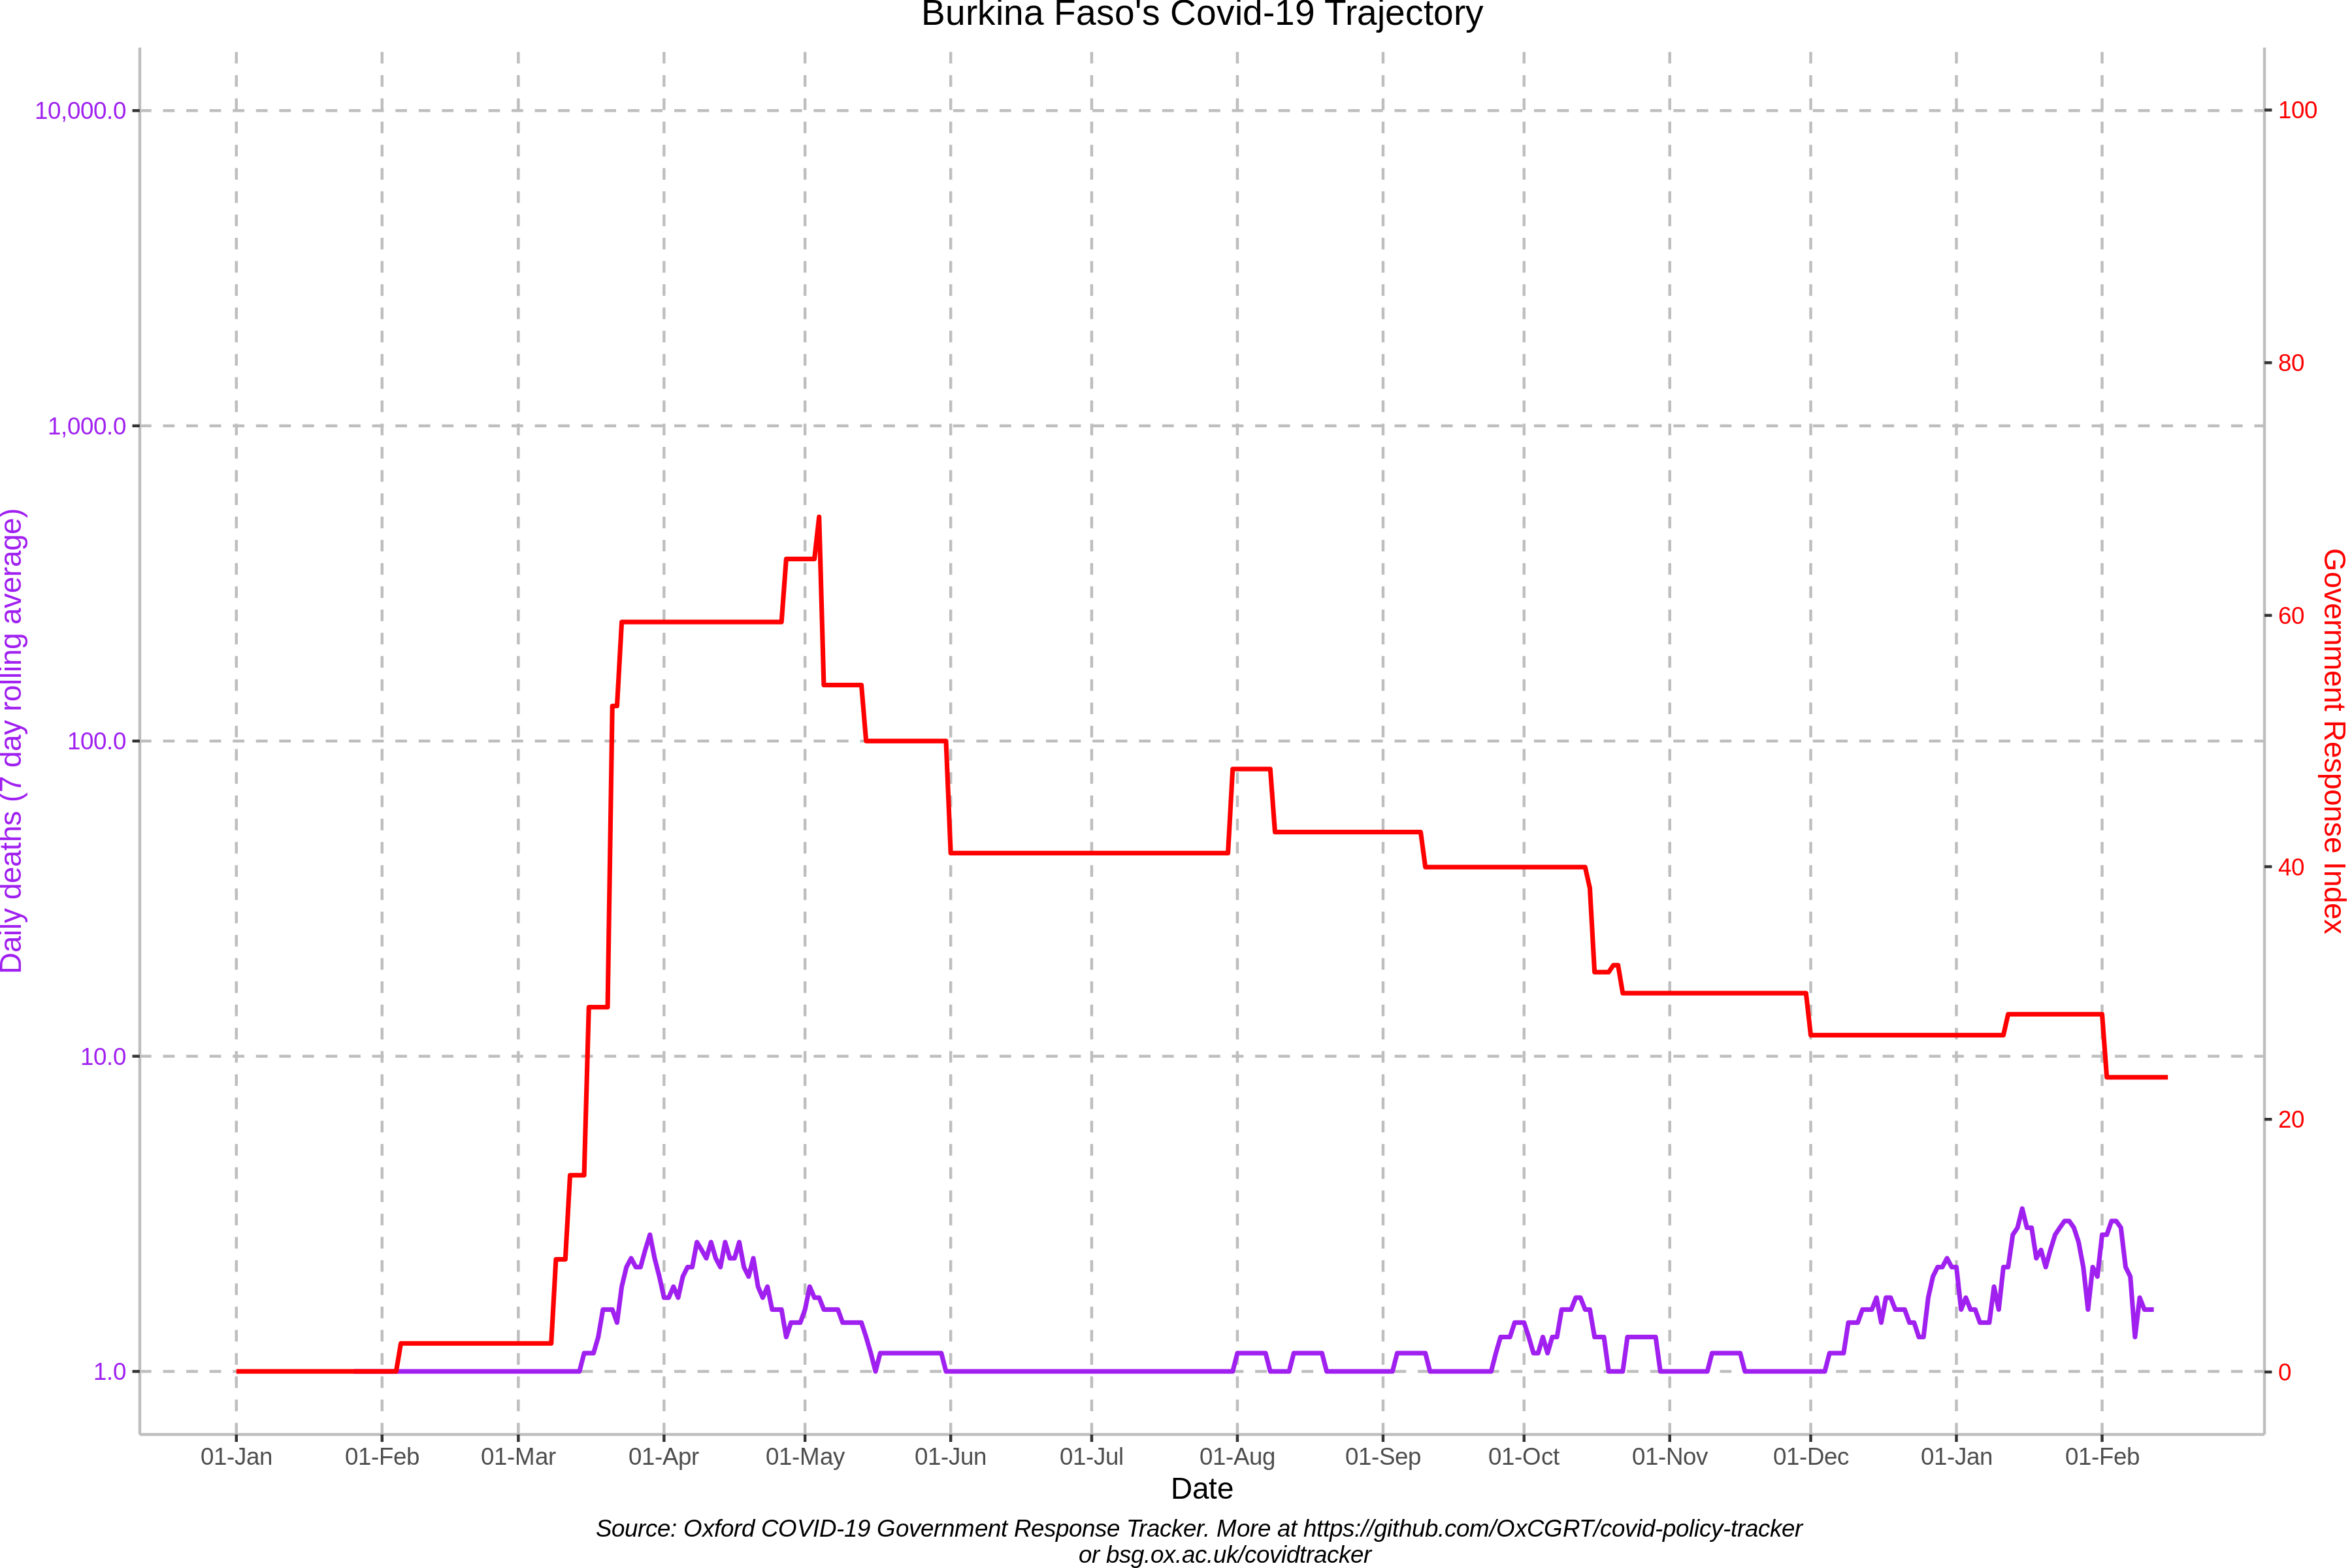 Burkina Faso's Covid-19 Trajectory
10,000.0
1,000.0
100.0
10.0
1.0
Daily deaths (7 day rolling average)
100
80
60
40
20
0
Government Response Index
01-Jan 01-Feb 01-Mar 01-Apr 01-May 01-Jun 01-Jul 01-Aug 01-Sep 01-Oct 01-Nov 01-Dec 01-Jan 01-Feb
Date
Source: Oxford COVID-19 Government Response Tracker. More at https://github.com/OxCGRT/covid-policy-tracker
or bsg.ox.ac.uk/covidtracker